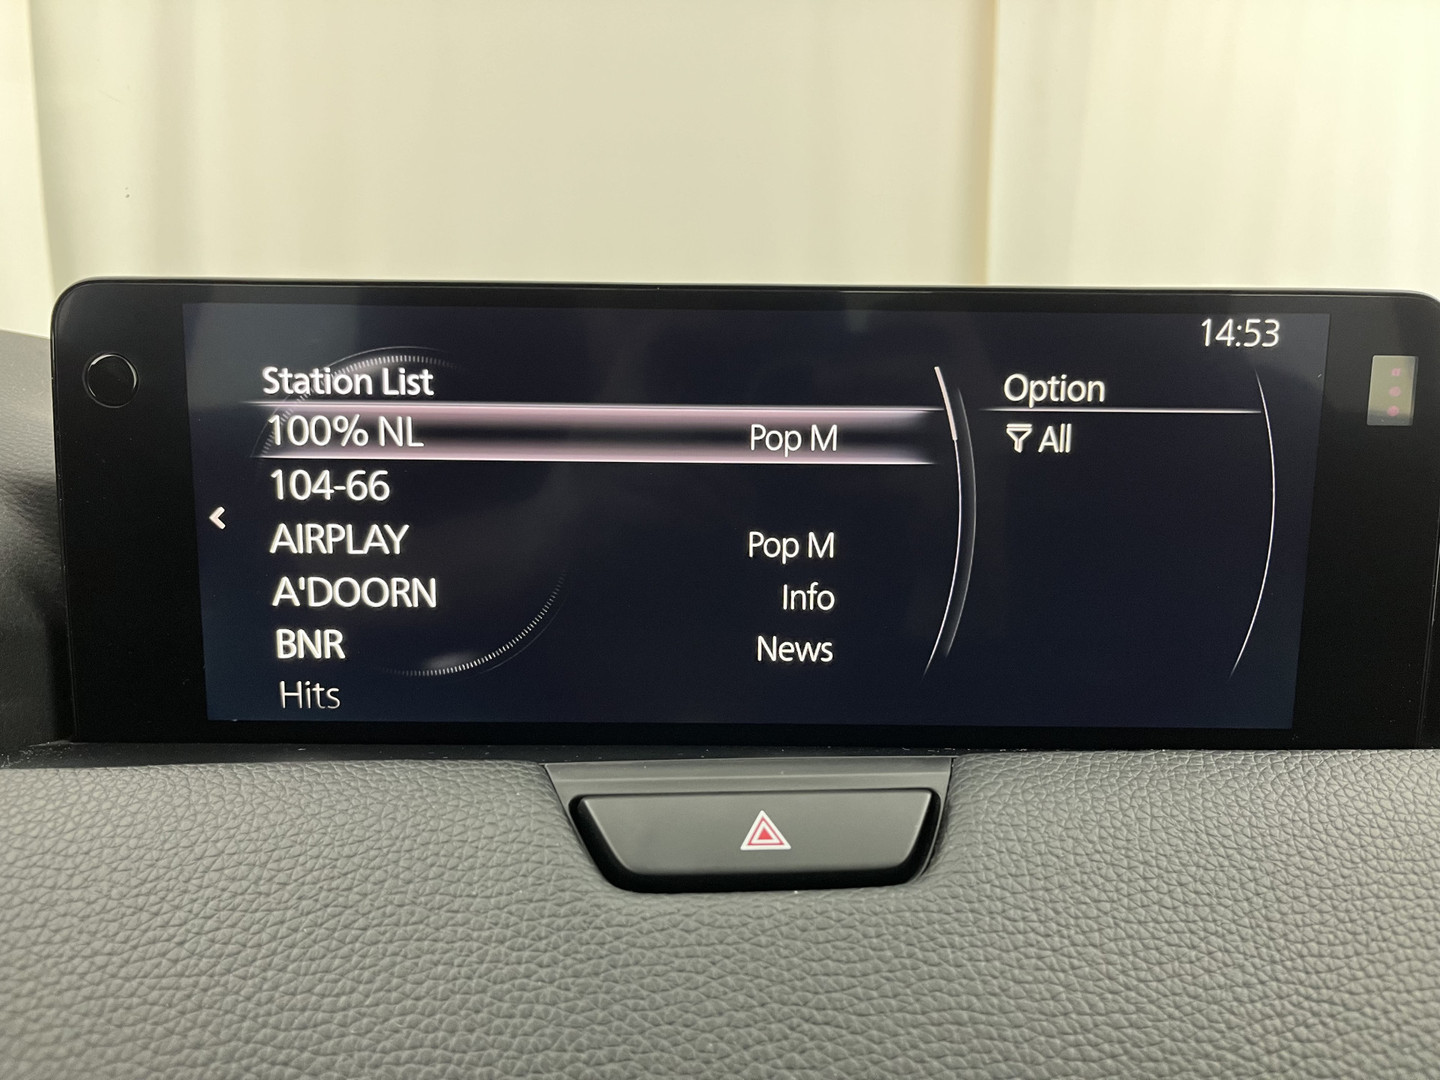 14:53
Station List
Option
100% NL Pop M
All
104-66
AIRPLAY Pop M
A'DOORN Info
BNR News
Hits